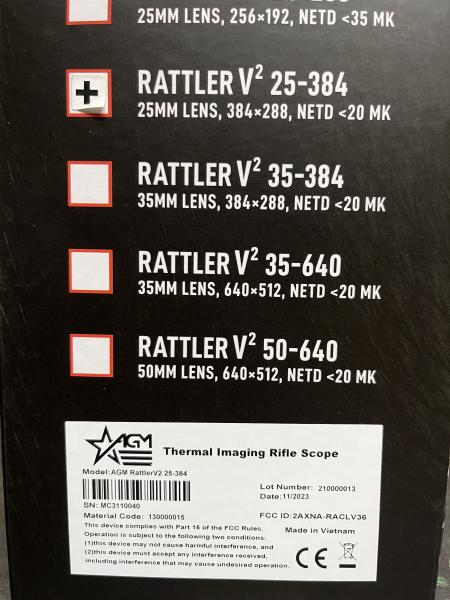 25MM LENS, 256×192, NETD <35 MK
RATTLER V² 25-384
25MM LENS, 384×288, NETD <20 MK
RATTLER V² 35-384
35MM LENS, 384×288, NETD <20 MK
RATTLER V² 35-640
35MM LENS, 640×512, NETD <20 MK
RATTLER V² 50-640
50MM LENS, 640×512, NETD <20 MK
AGM
Thermal Imaging Rifle Scope
Model:AGM RattlerV2 25-384
SN: MC3110040
Material Code: 130000015
Lot Number: 210000013
Date:11/2023
FCC ID:2AXNA-RACLV36
Made in Vietnam
This device complies with Part 15 of the FCC Rules.
Operation is subject to the following two conditions:
(1)this device may not cause harmful interference, and
(2)this device must accept any interference received,
including interference that may cause undesired operation.
CE